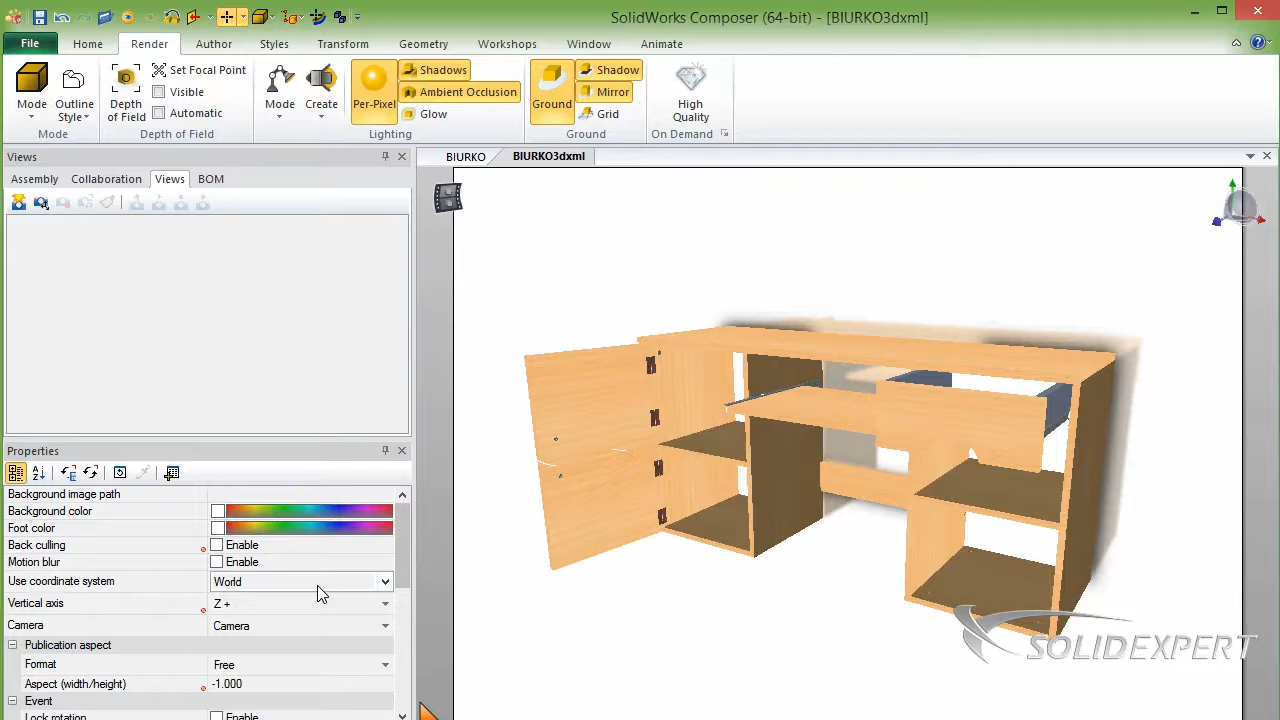 SolidWorks Composer (64-bit) - [BIURKO3dxml]
File Home Render Author Styles Transform Geometry Workshops Window Animate
Mode
Outline Style
Mode
Depth of Field
Set Focal Point
Visible
Automatic
Depth of Field
Mode
Create
Per-Pixel
Shadows
Ambient Occlusion
Glow
Lighting
Ground
Shadow
Mirror
Grid
Ground
High Quality
On Demand
Views
Assembly Collaboration Views BOM
BIURKO BIURKO3dxml
Properties
Background image path
Background color
Foot color
Back culling Enable
Motion blur Enable
Use coordinate system World
Vertical axis Z +
Camera Camera
Publication aspect
Format Free
Aspect (width/height) -1.000
Event
Lock rotation Enable
SOLIDEXPERT